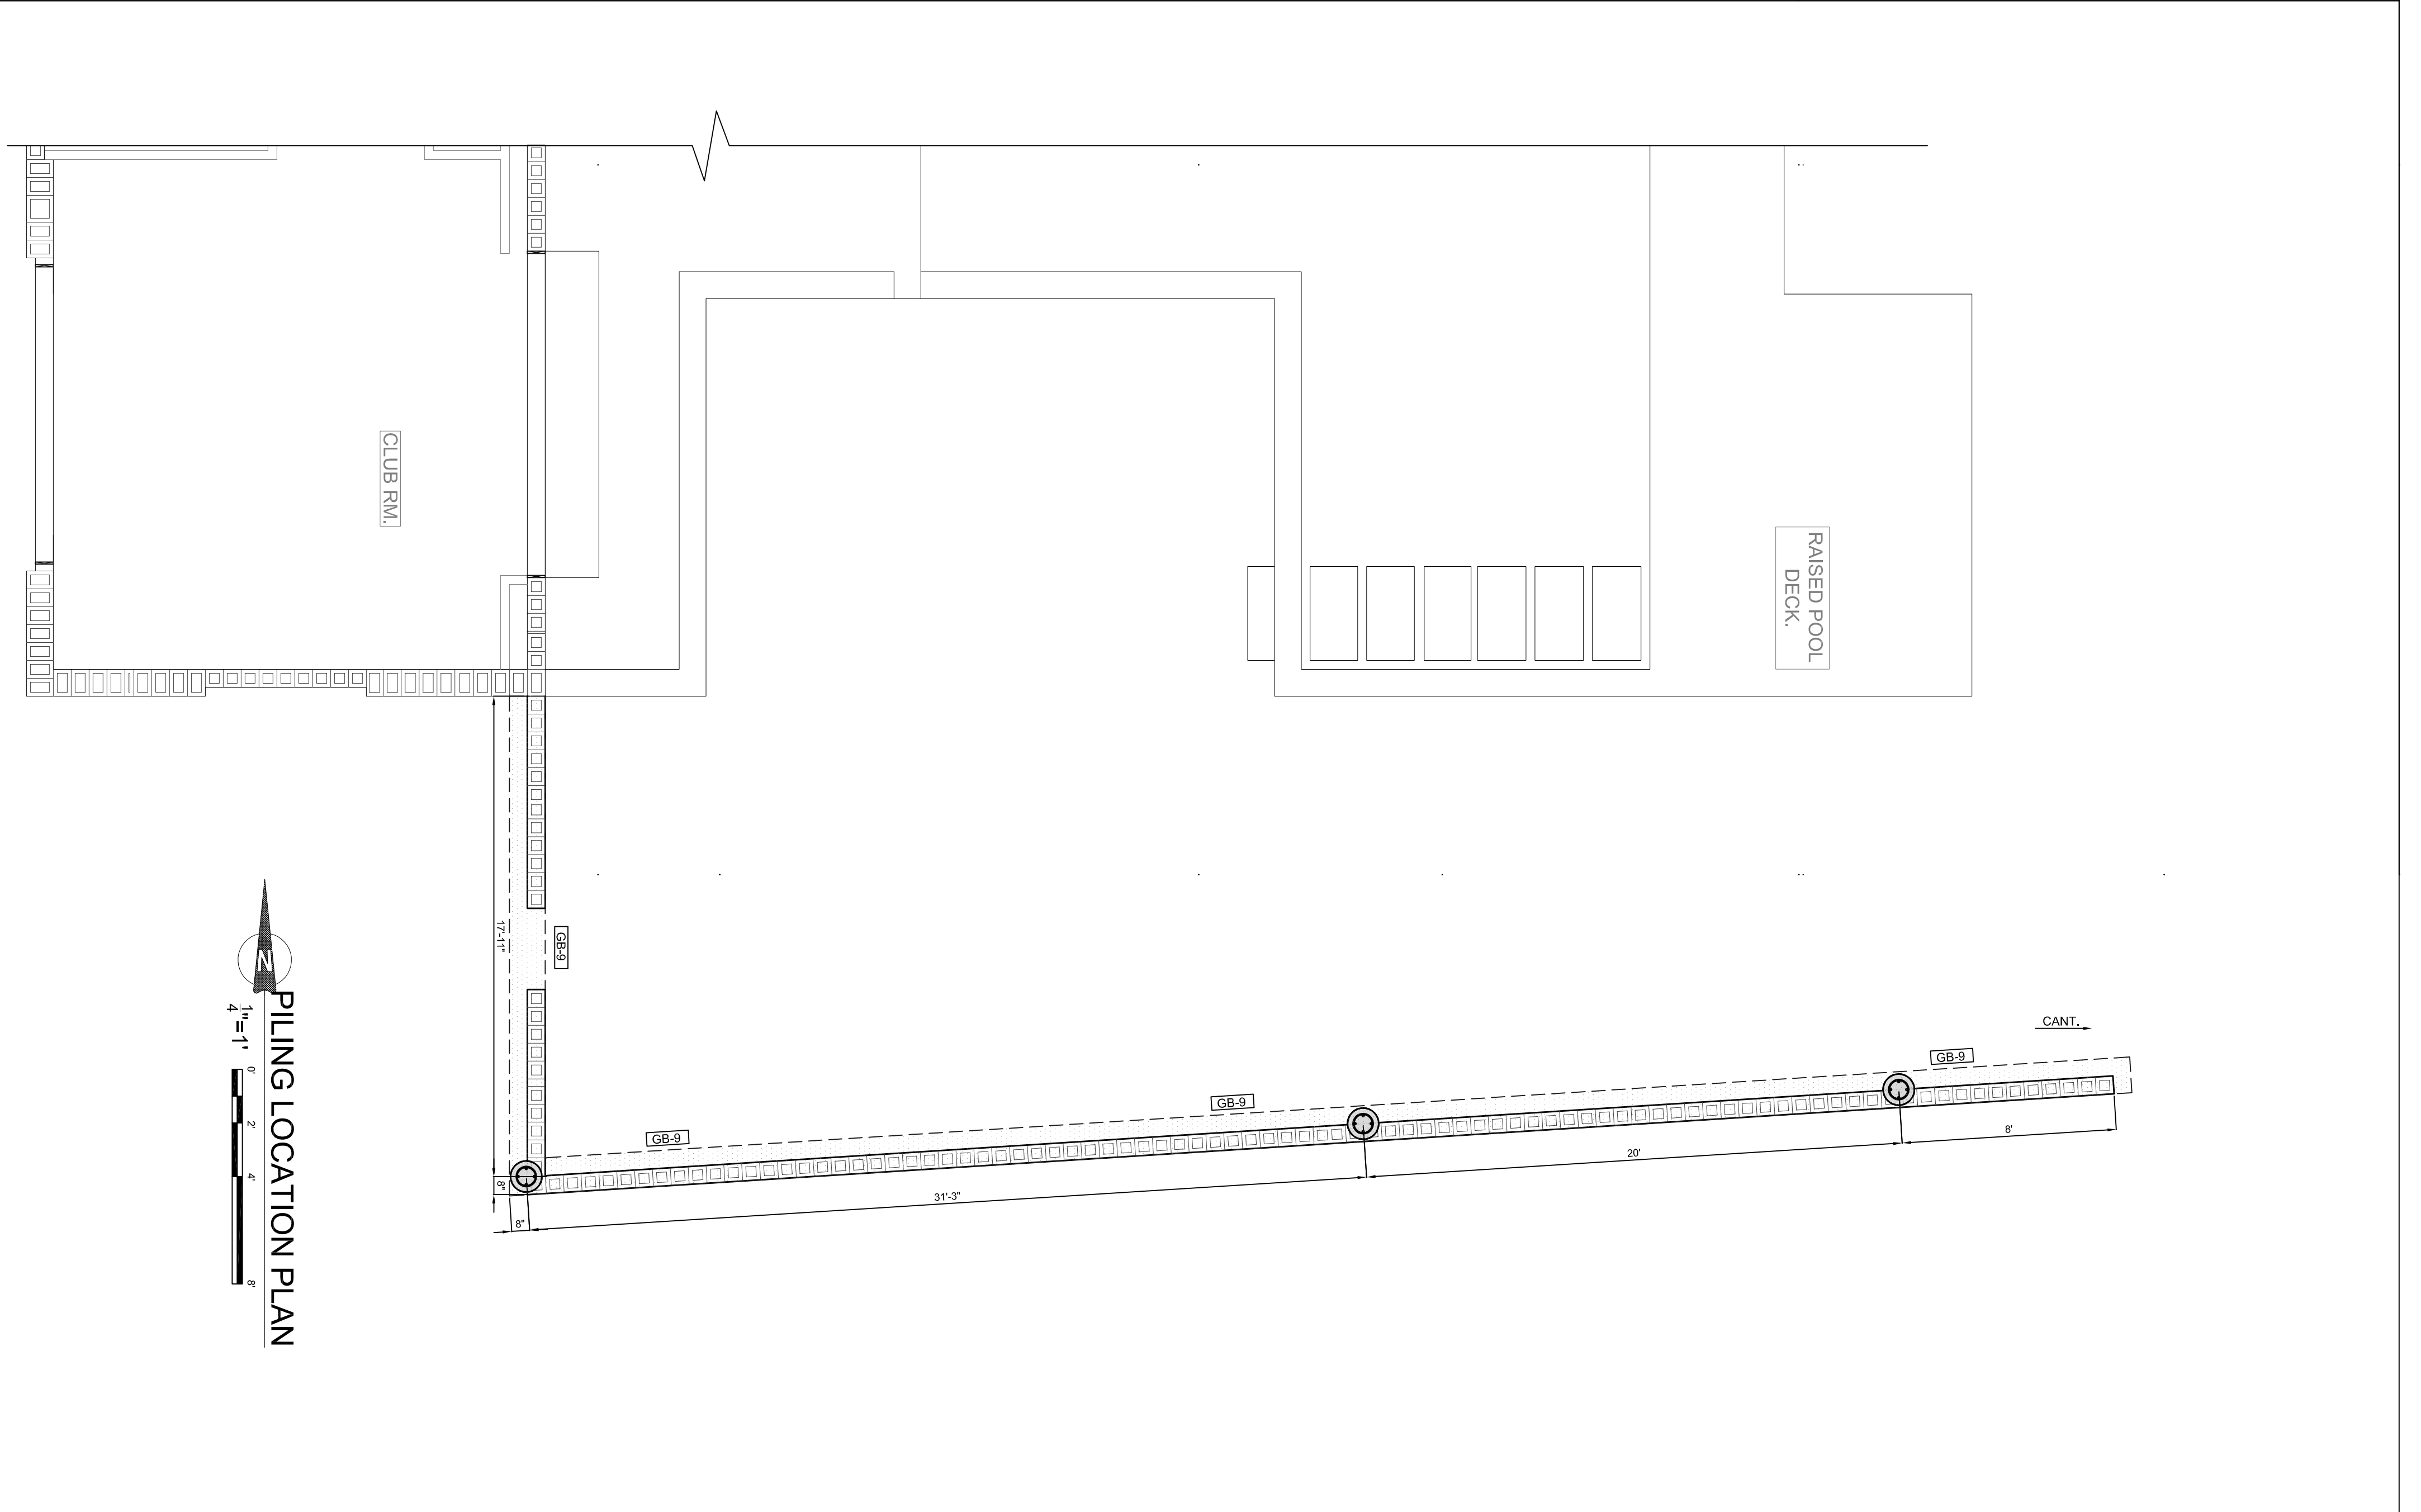 CLUB RM.
RAISED POOL
DECK.
17'-11"
GB-9
CANT.
GB-9
GB-9
GB-9
8'
20'
31'-3"
8"
8"
N
PILING LOCATION PLAN
1/4"=1'
0'
2'
4'
8'